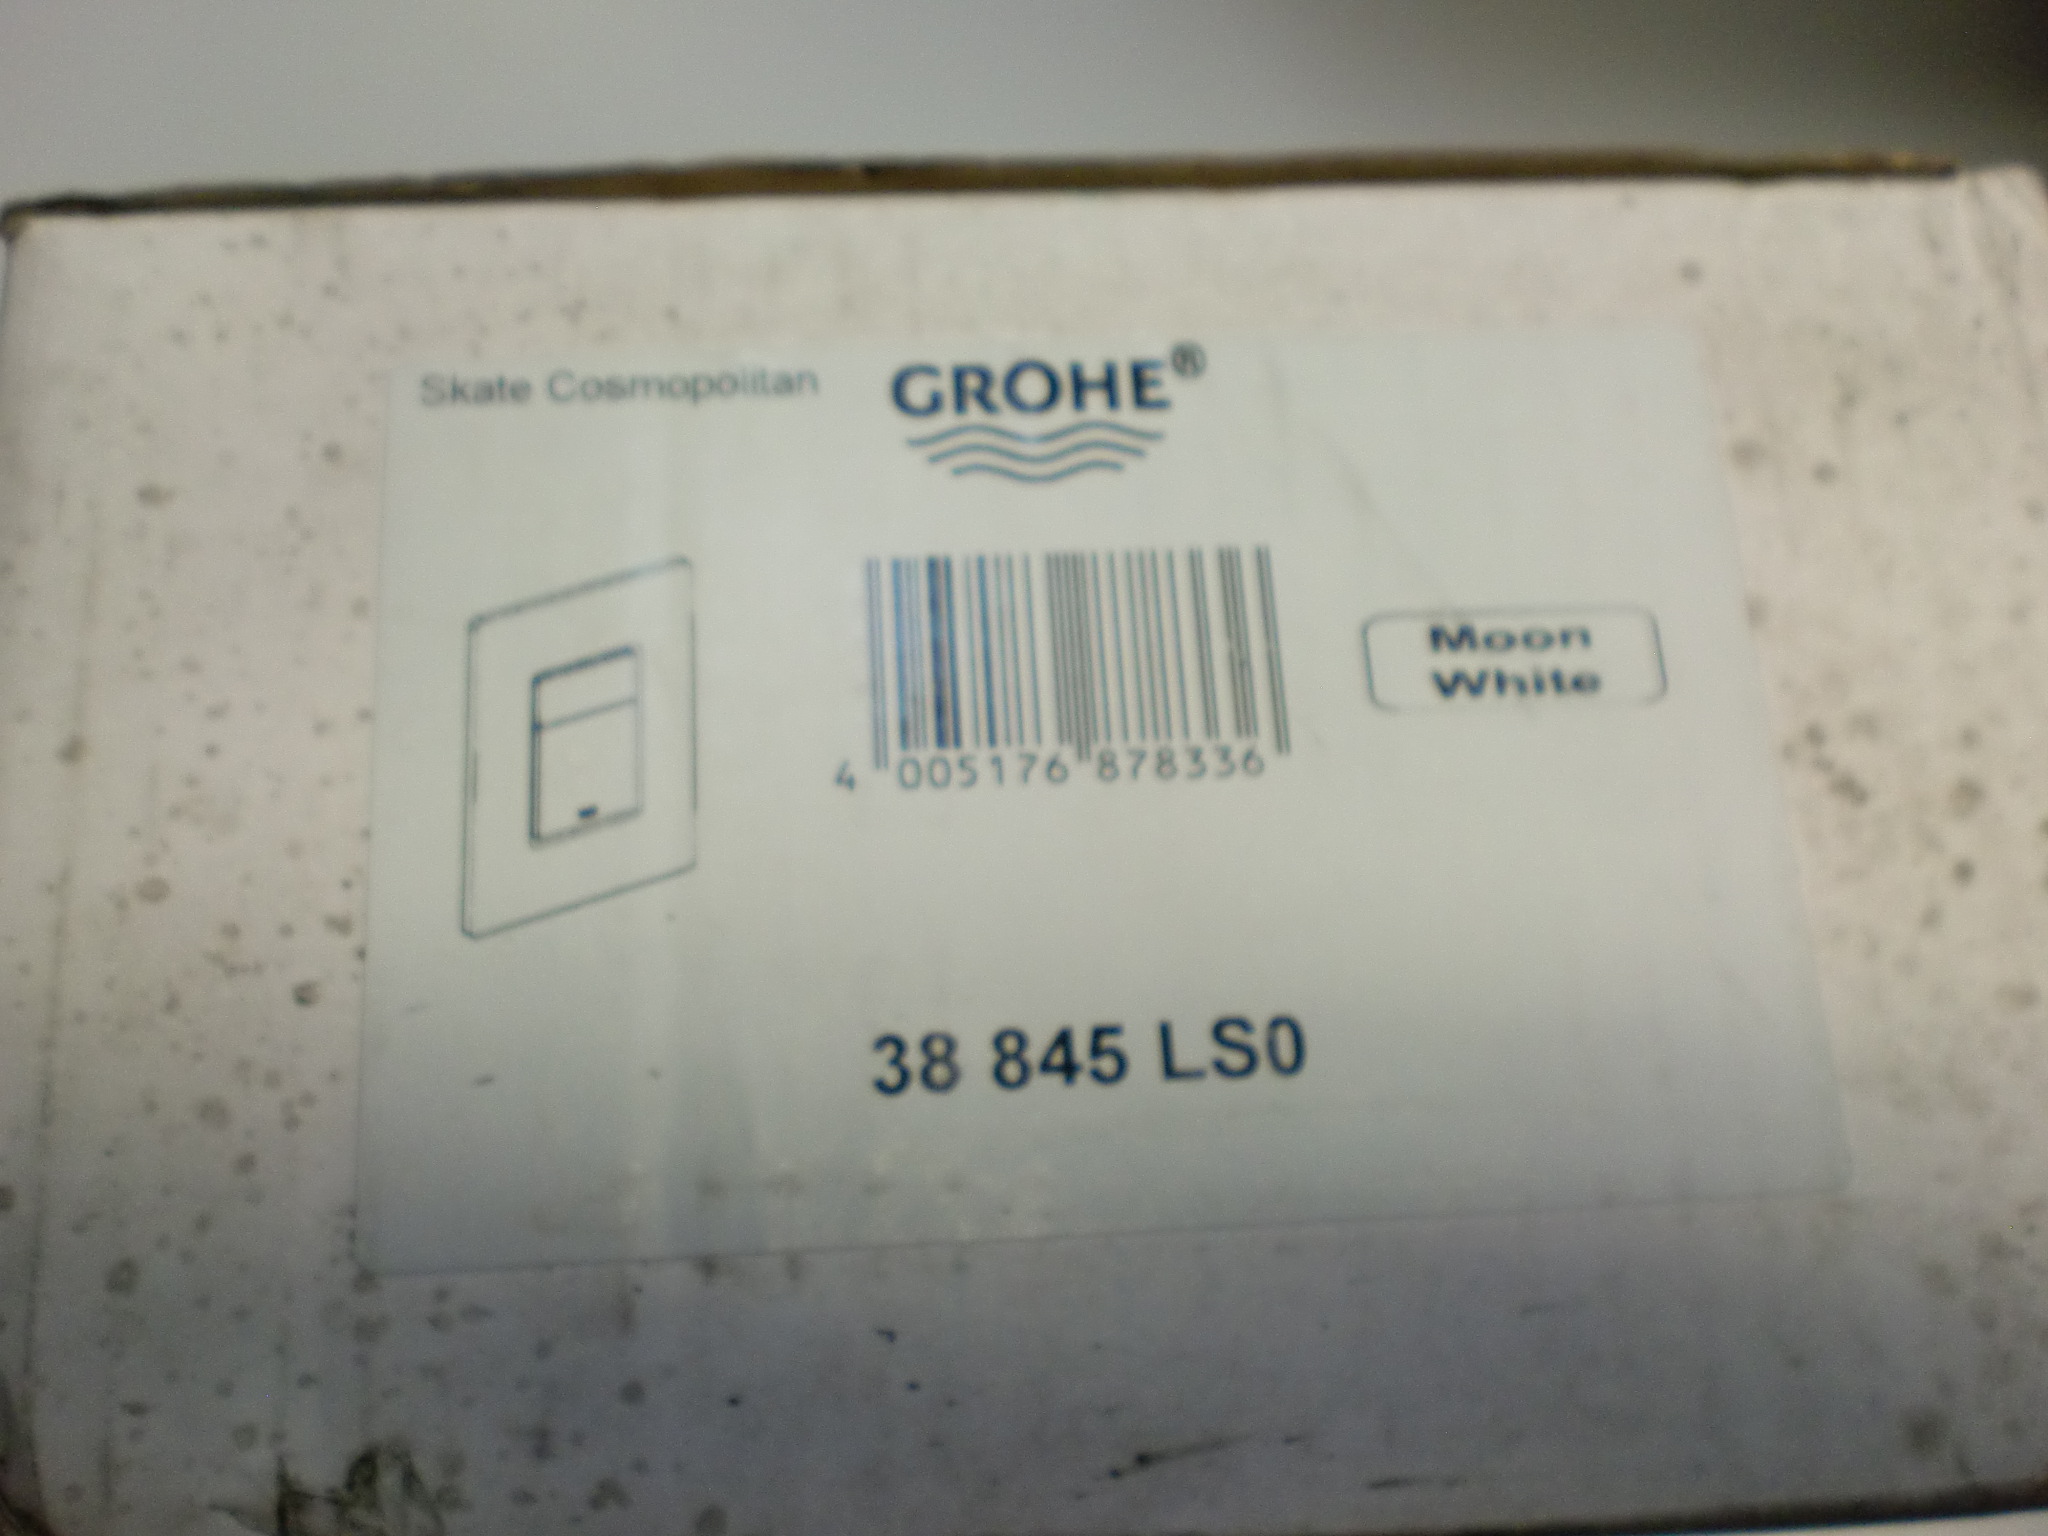 Skate Cosmopolitan
GROHE®
4 005176 878336
Moon
White
38 845 LS0